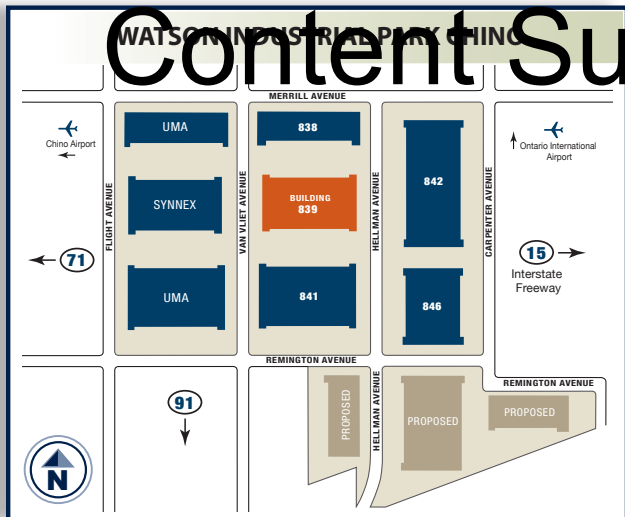 WATSON INDUSTRIAL PARK CHINO
Content Su
MERRILL AVENUE
Chino Airport
UMA
838
842
Ontario International
Airport
FLIGHT AVENUE
SYNNEX
VAN VLIET AVENUE
BUILDING
839
HELLMAN AVENUE
CARPENTER AVENUE
71
15
Interstate
Freeway
UMA
841
846
REMINGTON AVENUE
91
PROPOSED
HELLMAN AVENUE
PROPOSED
REMINGTON AVENUE
PROPOSED
N